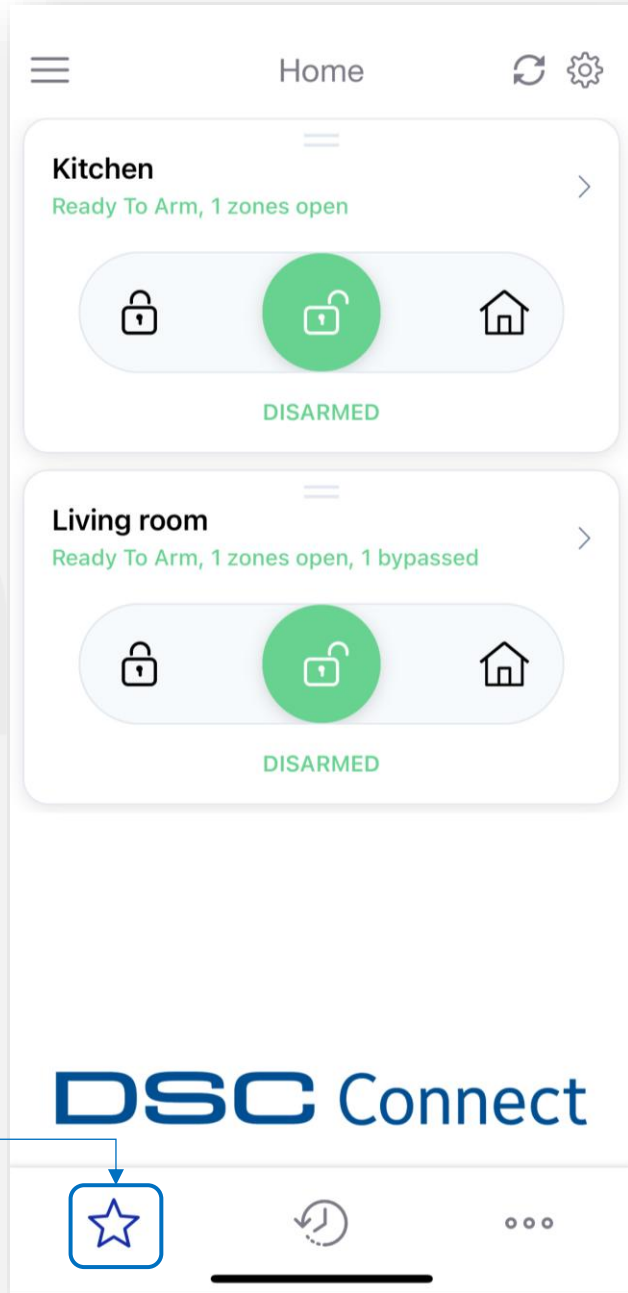 Home
Kitchen
Ready To Arm, 1 zones open
DISARMED
Living room
Ready To Arm, 1 zones open, 1 bypassed
DISARMED
DSC Connect